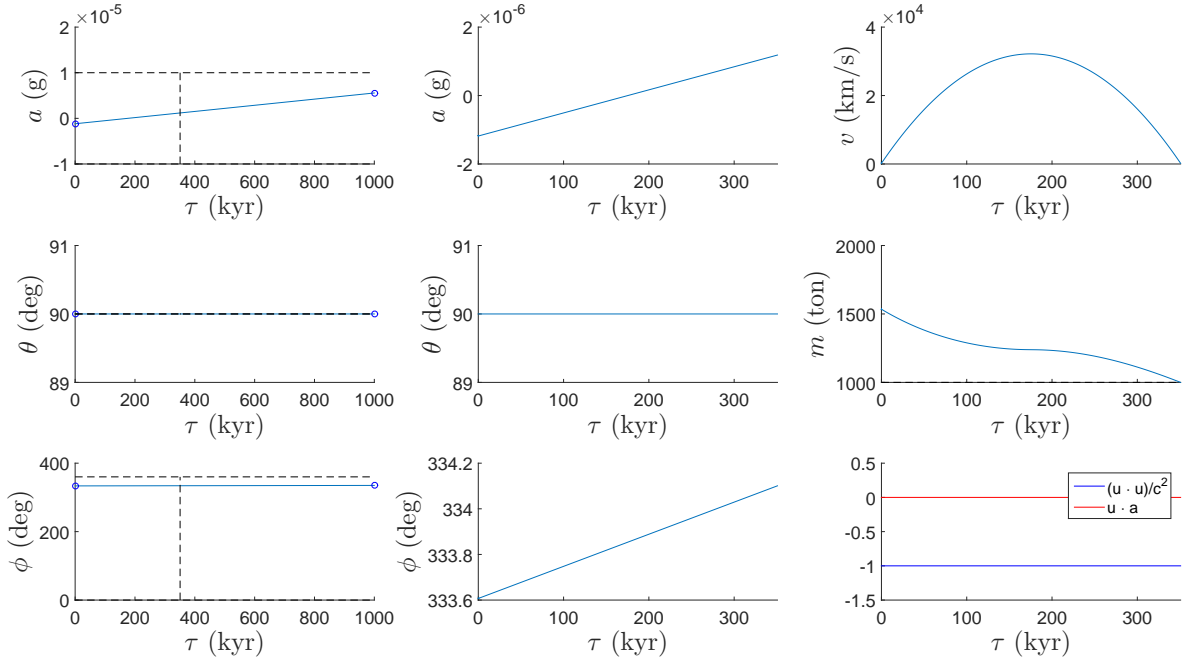 ×10⁻⁵
2
1
0
-1
a (g)
0 200 400 600 800 1000
τ (kyr)
×10⁻⁶
2
0
-2
a (g)
0 100 200 300
τ (kyr)
×10⁴
4
2
0
v (km/s)
0 100 200 300
τ (kyr)
91
90
89
θ (deg)
0 200 400 600 800 1000
τ (kyr)
91
90
89
θ (deg)
0 100 200 300
τ (kyr)
2000
1500
1000
m (ton)
0 100 200 300
τ (kyr)
400
200
0
ϕ (deg)
0 200 400 600 800 1000
τ (kyr)
334.2
334
333.8
333.6
ϕ (deg)
0 100 200 300
τ (kyr)
0.5
0
-0.5
-1
-1.5
(u · u)/c²
u · a
0 100 200 300
τ (kyr)